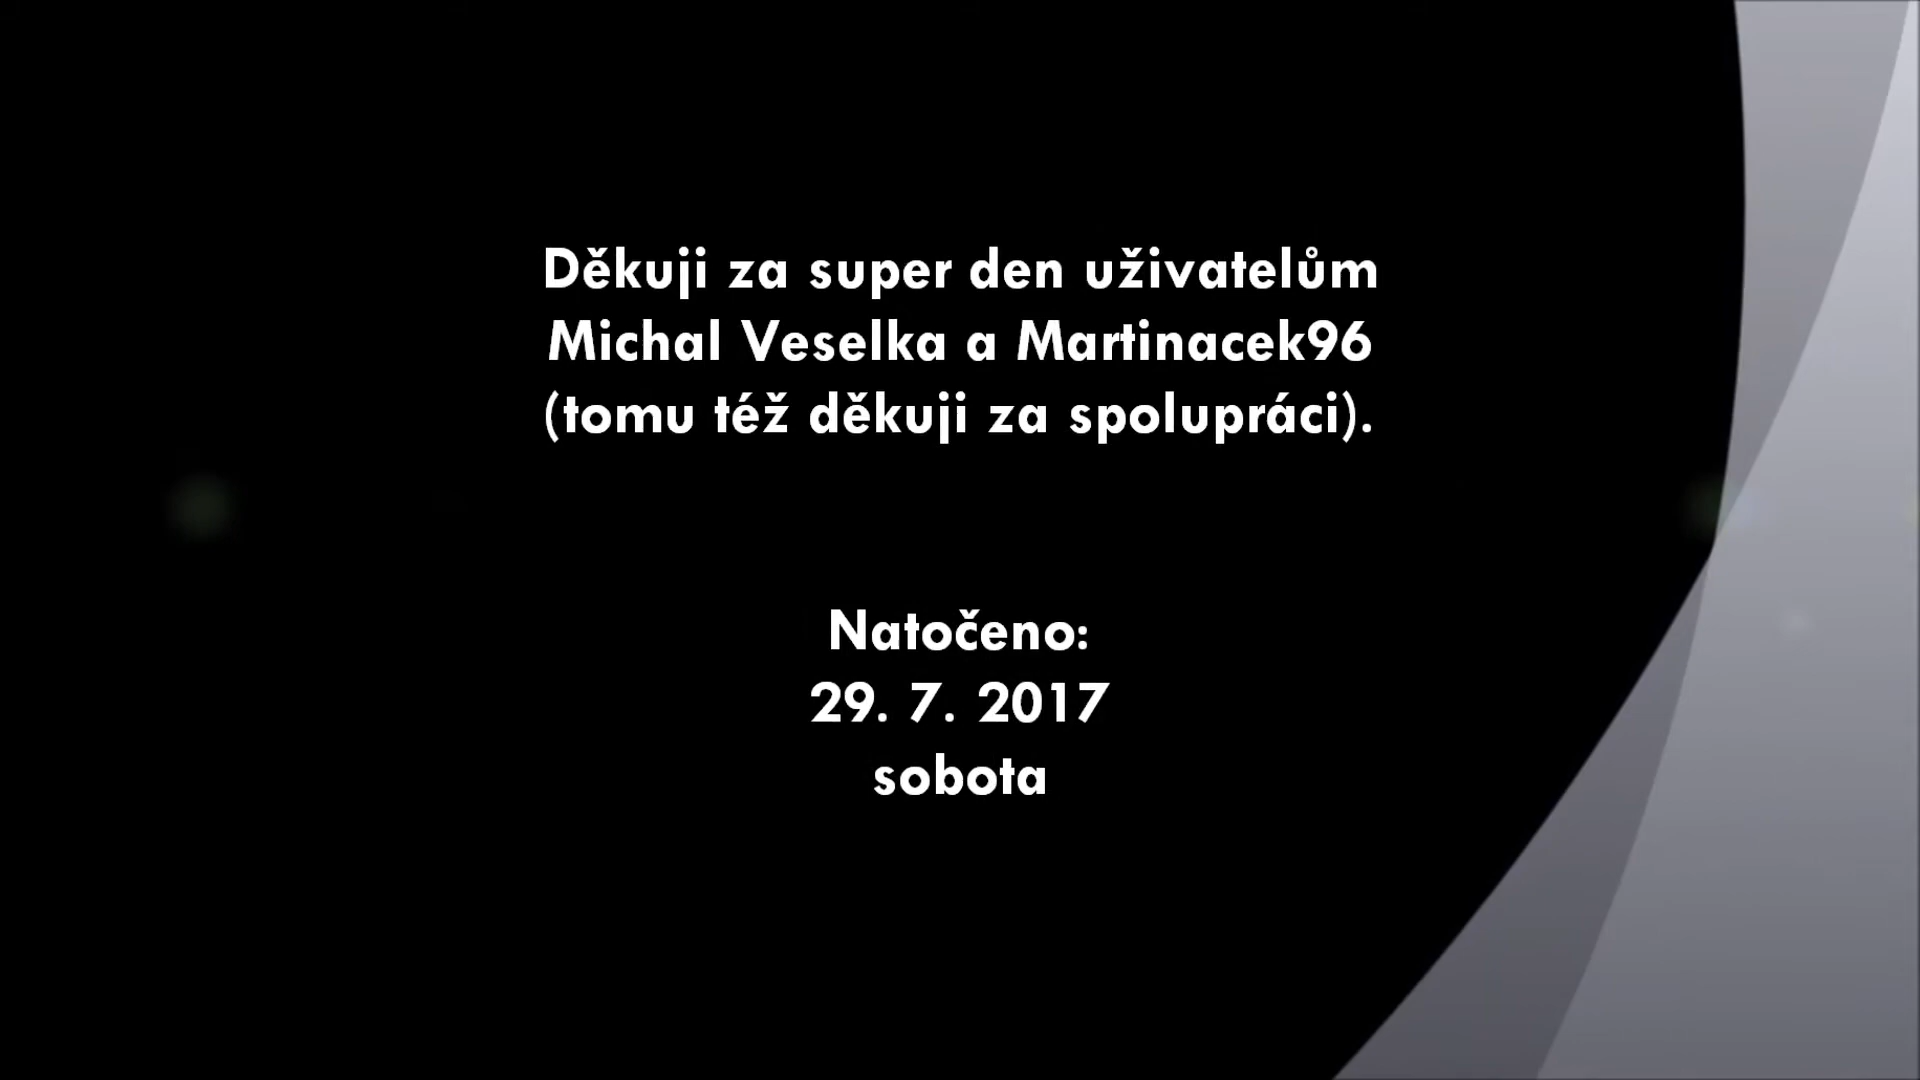 Děkuji za super den uživatelům
Michal Veselka a Martinacek96
(tomu též děkuji za spolupráci).
Natočeno:
29. 7. 2017
sobota